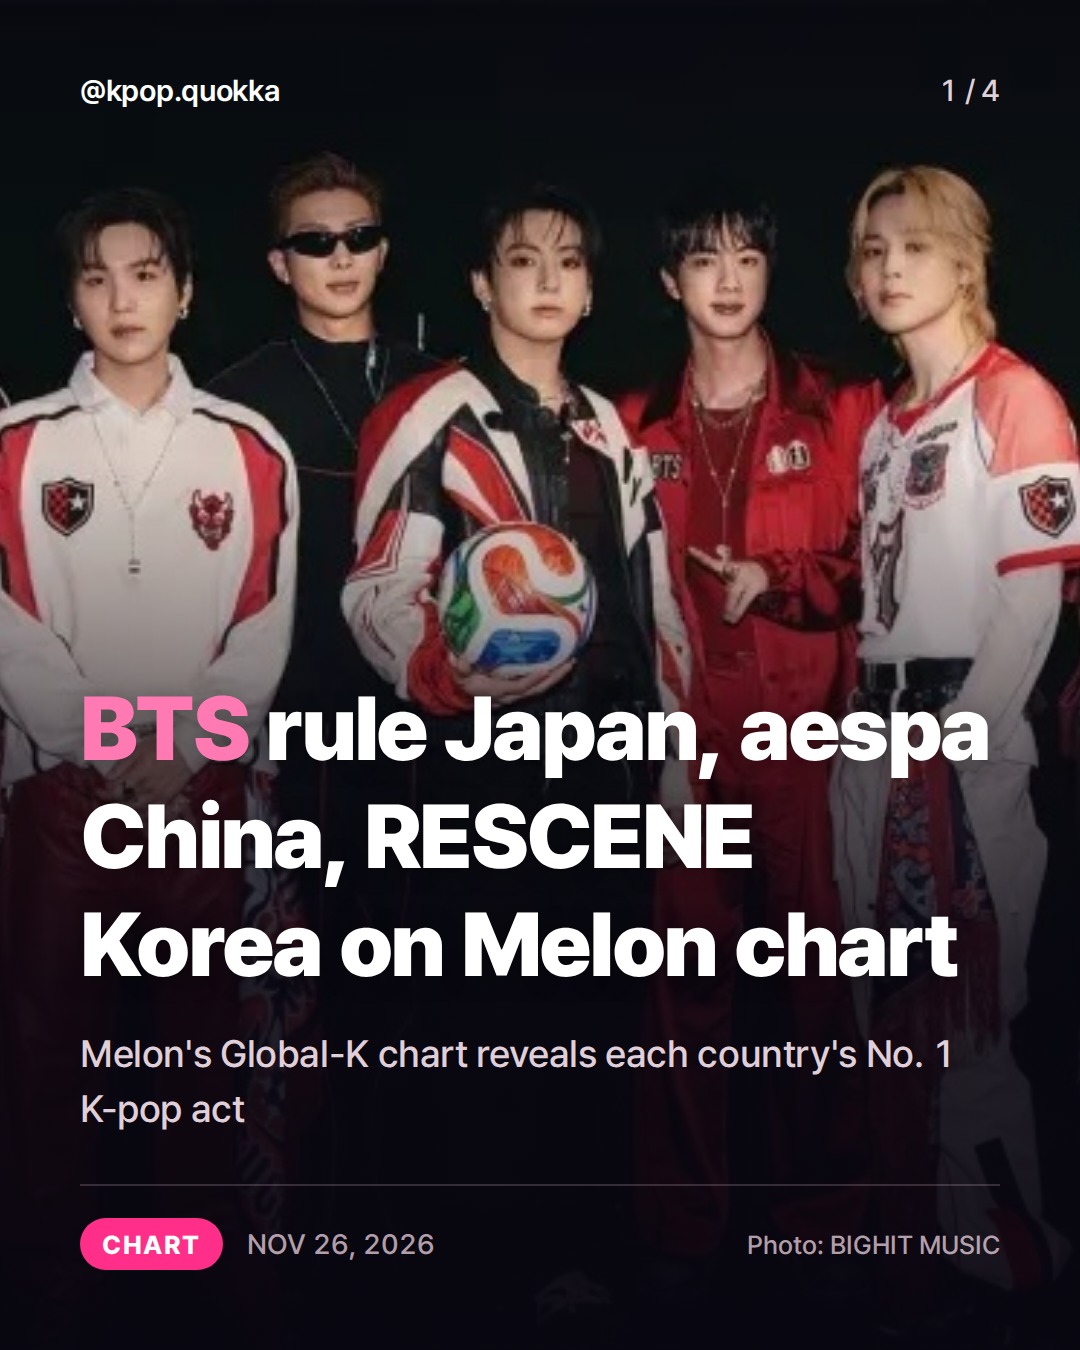 @kpop.quokka
1 / 4
BTS
BTS rule Japan, aespa
China, RESCENE
Korea on Melon chart
Melon's Global-K chart reveals each country's No. 1
K-pop act
CHART
NOV 26, 2026
Photo: BIGHIT MUSIC